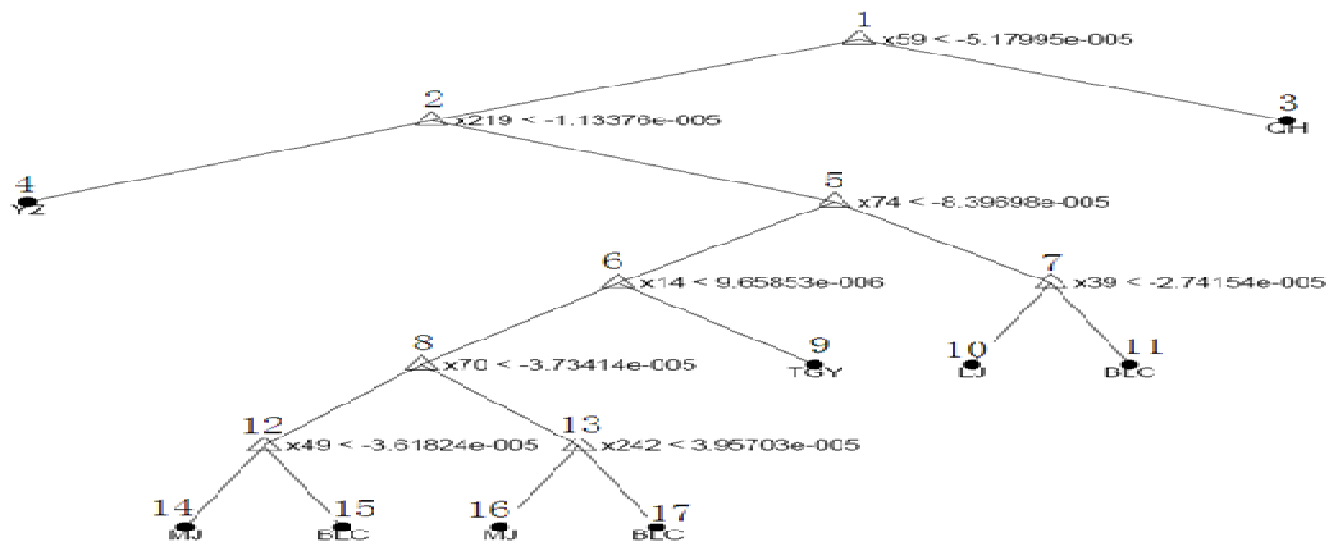 1
x59 < -5.17995e-005
2
x219 < -1.13376e-005
3
4
YZ
5
x74 < -8.39698e-005
6
x14 < 9.65853e-006
7
x39 < -2.74154e-005
8
x70 < -3.73414e-005
9
TGY
10
LJ
11
BLC
12
x49 < -3.61824e-005
13
x242 < 3.95703e-005
14
MJ
15
BLC
16
MJ
17
BLC